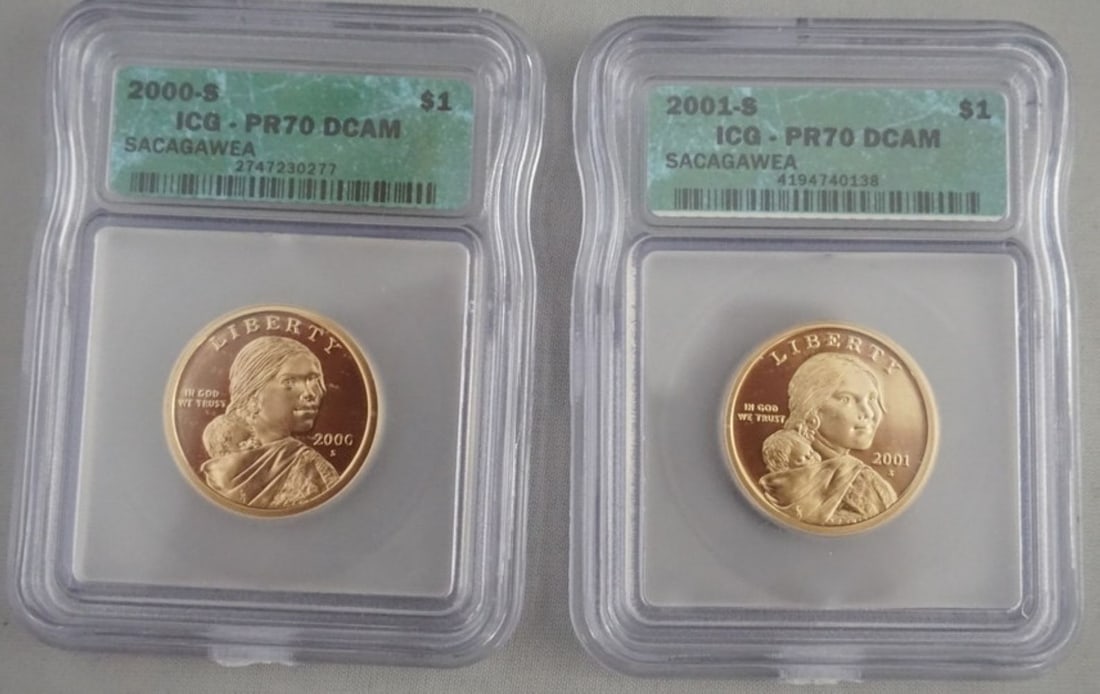 2000-S $1
ICG - PR70 DCAM
SACAGAWEA
2747230277
LIBERTY
IN GOD
WE TRUST
2000
S
2001-S $1
ICG - PR70 DCAM
SACAGAWEA
4194740138
LIBERTY
IN GOD
WE TRUST
2001
S